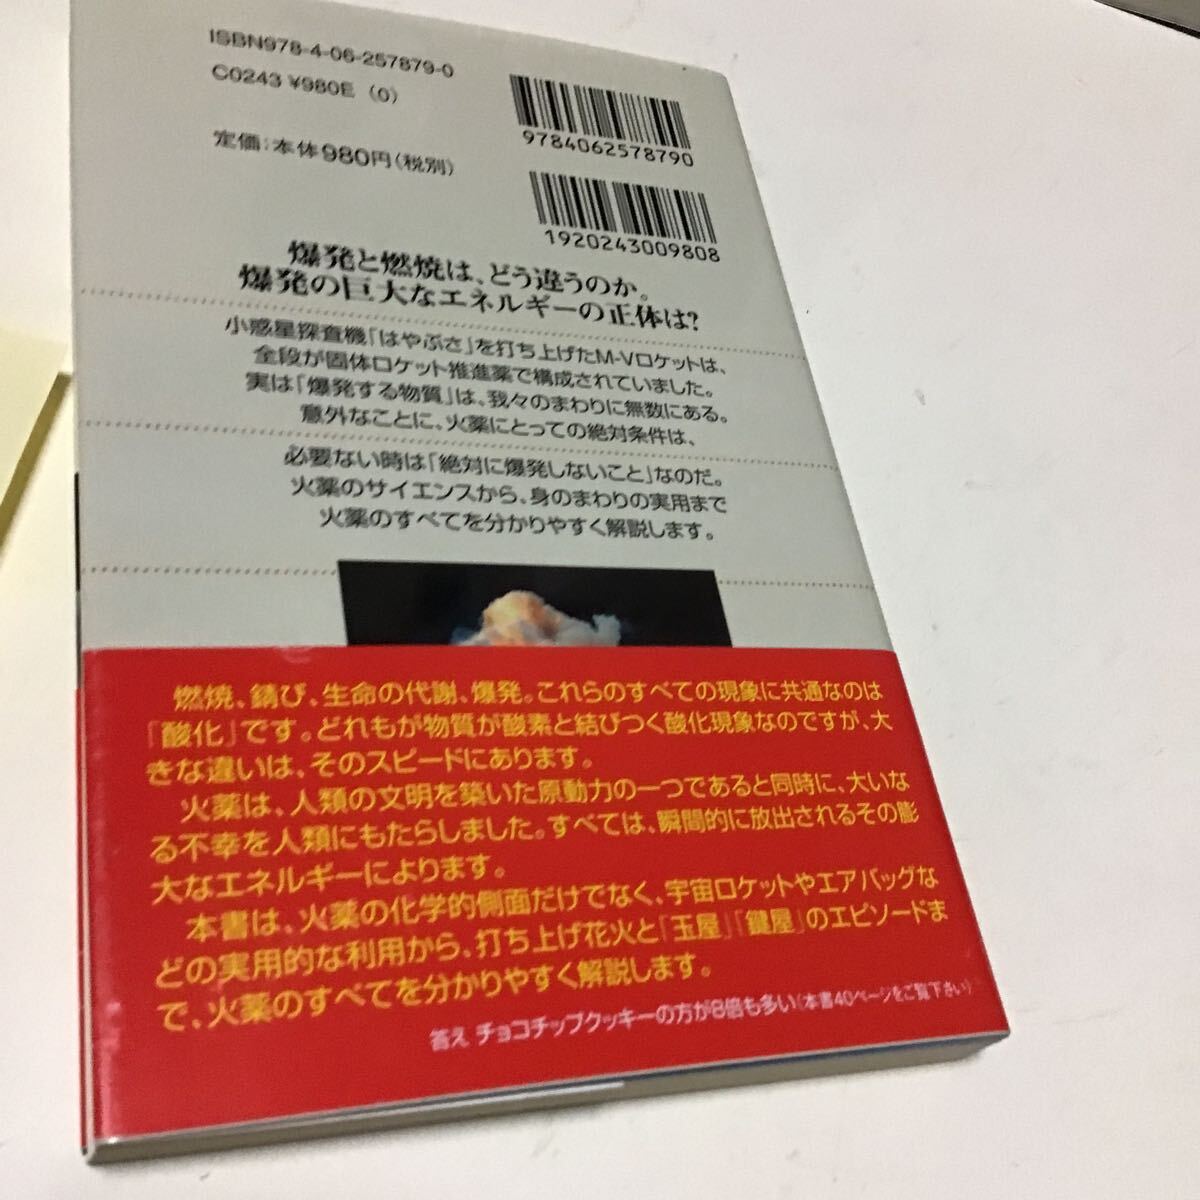 ISBN978-4-06-257879-0
C0243 ¥980E (0)
定価:本体980円(税別)
9784062578790
1920243009808
爆発と燃焼は、どう違うのか。
爆発の巨大なエネルギーの正体は?
小惑星探査機「はやぶさ」を打ち上げたM-Vロケットは、
全段が固体ロケット推進薬で構成されていました。
実は「爆発する物質」は、我々のまわりに無数にある。
意外なことに、火薬にとっての絶対条件は、
必要ない時は「絶対に爆発しないこと」なのだ。
火薬のサイエンスから、身のまわりの実用まで
火薬のすべてを分かりやすく解説します。
燃焼、錆び、生命の代謝、爆発。これらのすべての現象に共通なのは
「酸化」です。どれもが物質が酸素と結びつく酸化現象なのですが、大
きな違いは、そのスピードにあります。
火薬は、人類の文明を築いた原動力の一つであると同時に、大いな
る不幸を人類にもたらしました。すべては、瞬間的に放出されるその膨
大なエネルギーによります。
本書は、火薬の化学的側面だけでなく、宇宙ロケットやエアバッグな
どの実用的な利用から、打ち上げ花火と「玉屋」「鍵屋」のエピソードま
で、火薬のすべてを分かりやすく解説します。
答え チョコチップクッキーの方が8倍も多い(本書40ページをご覧下さい)